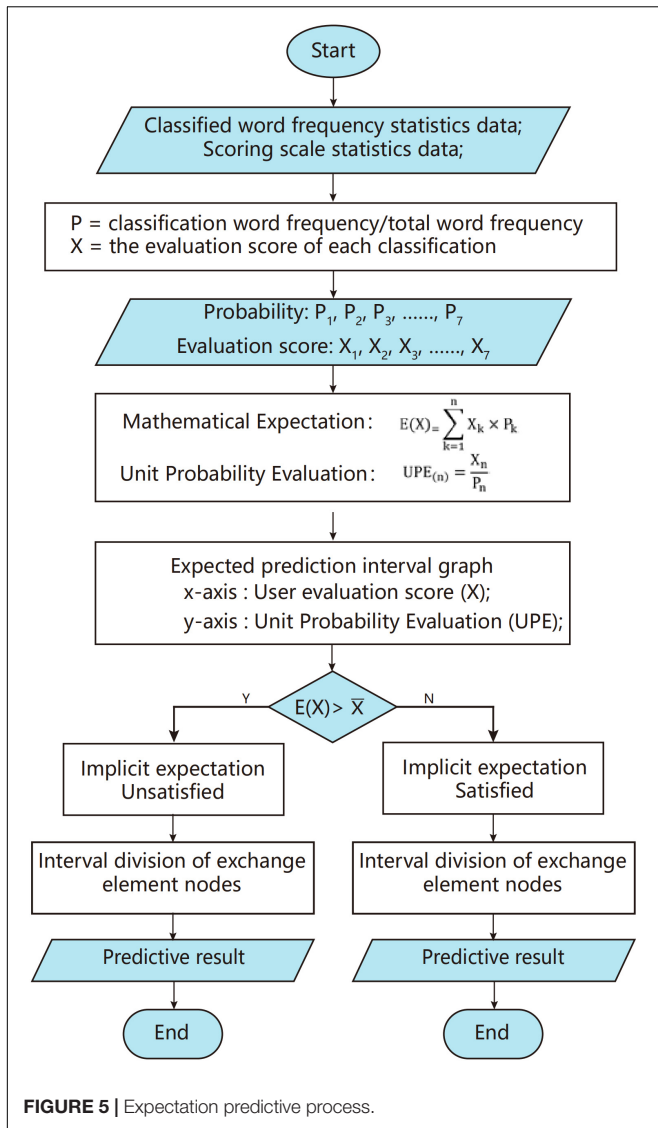 Start
Classified word frequency statistics data;
Scoring scale statistics data;
P = classification word frequency/total word frequency
X = the evaluation score of each classification
Probability: P₁, P₂, P₃, ......, P₇
Evaluation score: X₁, X₂, X₃, ......, X₇
Mathematical Expectation: E(X)₌ ∑ₖ₌₁ⁿ Xₖ × Pₖ
Unit Probability Evaluation: UPE₍ₙ₎ = Xₙ/Pₙ
Expected prediction interval graph
x-axis : User evaluation score (X);
y-axis : Unit Probability Evaluation (UPE);
Y
E(X)> X̅
N
Implicit expectation
Unsatisfied
Implicit expectation
Satisfied
Interval division of exchange
element nodes
Interval division of exchange
element nodes
Predictive result
Predictive result
End
End
FIGURE 5 | Expectation predictive process.